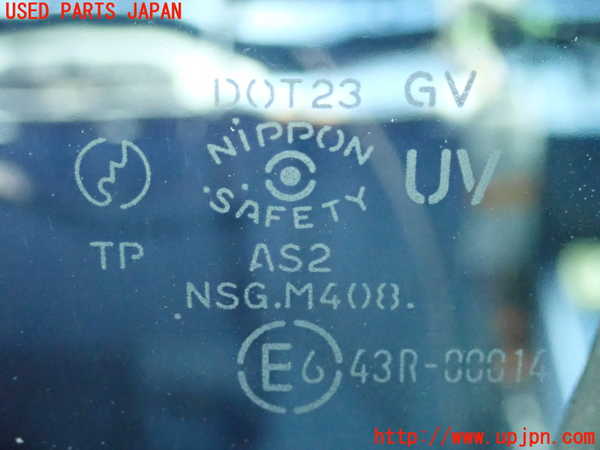 USED PARTS JAPAN
DOT23 GV
NIPPON
SAFETY
UV
TP
AS2
NSG.M408.
E6 43R-00014
http://www.upjpn.com/